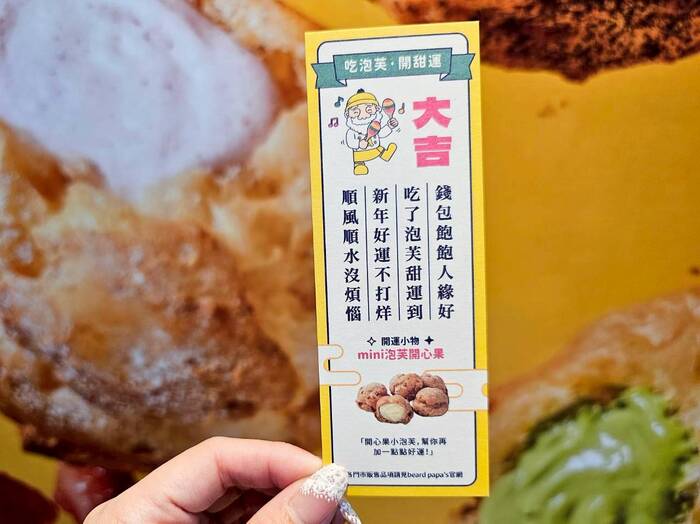 吃泡芙·開甜運
大吉
錢包飽飽人緣好
吃了泡芙甜運到
新年好運不打烊
順風順水沒煩惱
開運小物
mini泡芙開心果
「開心果小泡芙，幫你再
加一點點好運！」
各門市販售品項請見beard papa's官網